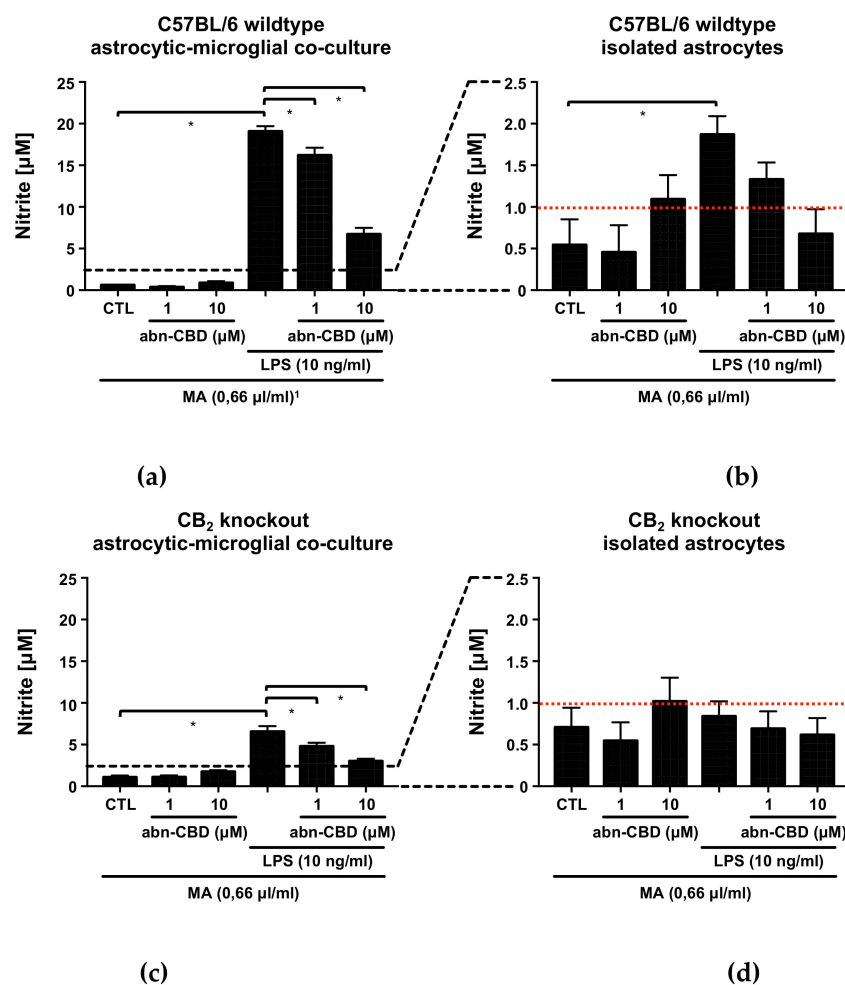 C57BL/6 wildtype
astrocytic-microglial co-culture
Nitrite [µM]
25
20
15
10
5
0
*
*
*
CTL 1 10 1 10
abn-CBD (µM) abn-CBD (µM)
LPS (10 ng/ml)
MA (0,66 µl/ml)¹
(a)
C57BL/6 wildtype
isolated astrocytes
Nitrite [µM]
2.5
2.0
1.5
1.0
0.5
0
*
CTL 1 10 1 10
abn-CBD (µM) abn-CBD (µM)
LPS (10 ng/ml)
MA (0,66 µl/ml)
(b)
CB₂ knockout
astrocytic-microglial co-culture
Nitrite [µM]
25
20
15
10
5
0
*
*
*
CTL 1 10 1 10
abn-CBD (µM) abn-CBD (µM)
LPS (10 ng/ml)
MA (0,66 µl/ml)
(c)
CB₂ knockout
isolated astrocytes
Nitrite [µM]
2.5
2.0
1.5
1.0
0.5
0
CTL 1 10 1 10
abn-CBD (µM) abn-CBD (µM)
LPS (10 ng/ml)
MA (0,66 µl/ml)
(d)